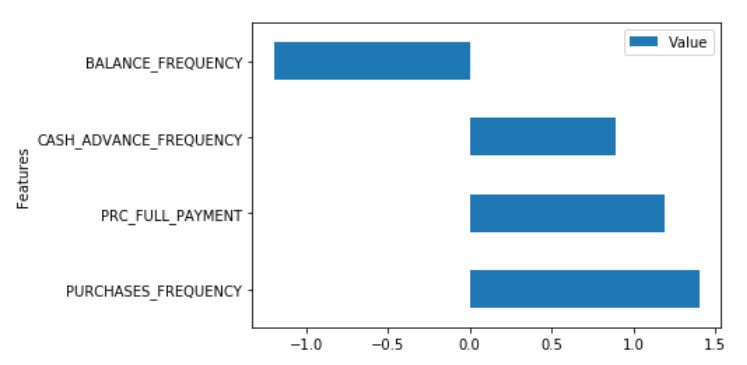 Value
BALANCE_FREQUENCY
CASH_ADVANCE_FREQUENCY
PRC_FULL_PAYMENT
PURCHASES_FREQUENCY
Features
−1.0 −0.5 0.0 0.5 1.0 1.5